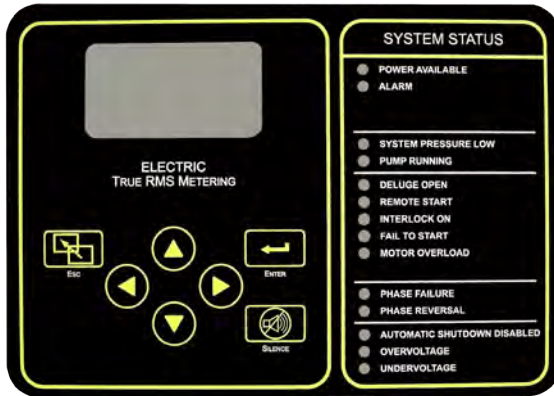 SYSTEM STATUS
POWER AVAILABLE
ALARM
SYSTEM PRESSURE LOW
PUMP RUNNING
ELECTRIC
TRUE RMS METERING
DELUGE OPEN
REMOTE START
INTERLOCK ON
FAIL TO START
MOTOR OVERLOAD
ESC
ENTER
PHASE FAILURE
PHASE REVERSAL
SILENCE
AUTOMATIC SHUTDOWN DISABLED
OVERVOLTAGE
UNDERVOLTAGE